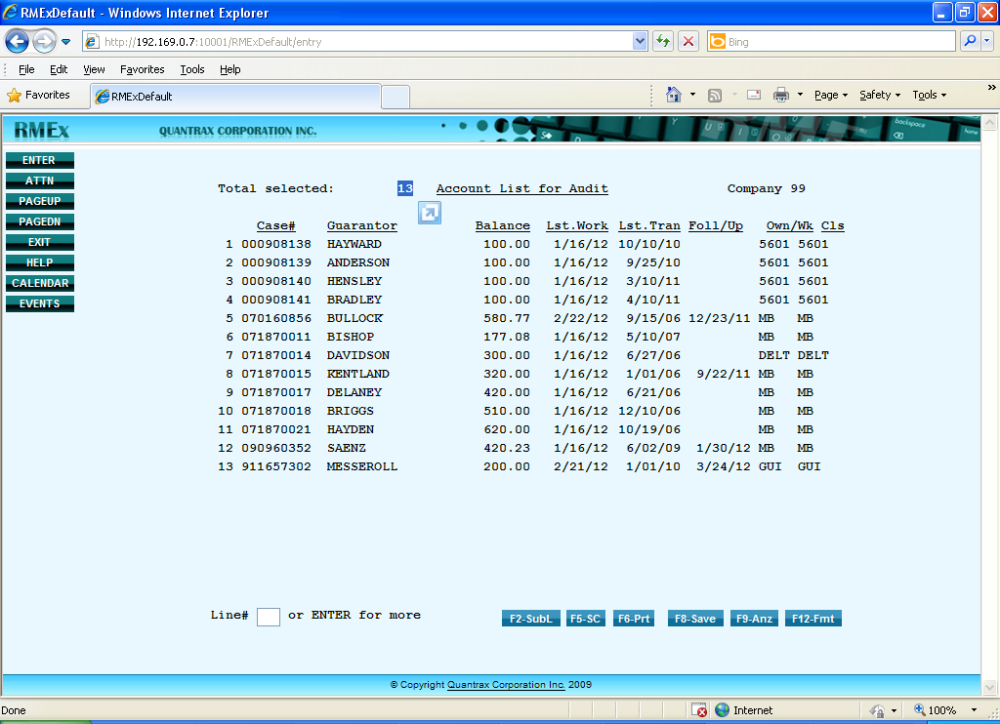 RMExDefault - Windows Internet Explorer
http://192.169.0.7:10001/RMExDefault/entry
Bing
File Edit View Favorites Tools Help
Favorites RMExDefault Page Safety Tools »
RMEx QUANTRAX CORPORATION INC. backspace home
ENTER
ATTN
PAGEUP
PAGEDN
EXIT
HELP
CALENDAR
EVENTS
Total selected: 13 Account List for Audit Company 99
Case# Guarantor Balance Lst.Work Lst.Tran Foll/Up Own/Wk Cls
1 000908138 HAYWARD 100.00 1/16/12 10/10/10 5601 5601
2 000908139 ANDERSON 100.00 1/16/12 9/25/10 5601 5601
3 000908140 HENSLEY 100.00 1/16/12 3/10/11 5601 5601
4 000908141 BRADLEY 100.00 1/16/12 4/10/11 5601 5601
5 070160856 BULLOCK 580.77 2/22/12 9/15/06 12/23/11 MB MB
6 071870011 BISHOP 177.08 1/16/12 5/10/07 MB MB
7 071870014 DAVIDSON 300.00 1/16/12 6/27/06 DELT DELT
8 071870015 KENTLAND 320.00 1/16/12 1/01/06 9/22/11 MB MB
9 071870017 DELANEY 420.00 1/16/12 6/21/06 MB MB
10 071870018 BRIGGS 510.00 1/16/12 12/10/06 MB MB
11 071870021 HAYDEN 620.00 1/16/12 10/19/06 MB MB
12 090960352 SAENZ 420.23 1/16/12 6/02/09 1/30/12 MB MB
13 911657302 MESSEROLL 200.00 2/21/12 1/01/10 3/24/12 GUI GUI
Line# or ENTER for more F2-SubL F5-SC F6-Prt F8-Save F9-Anz F12-Fmt
© Copyright Quantrax Corporation Inc. 2009
Done Internet 100%